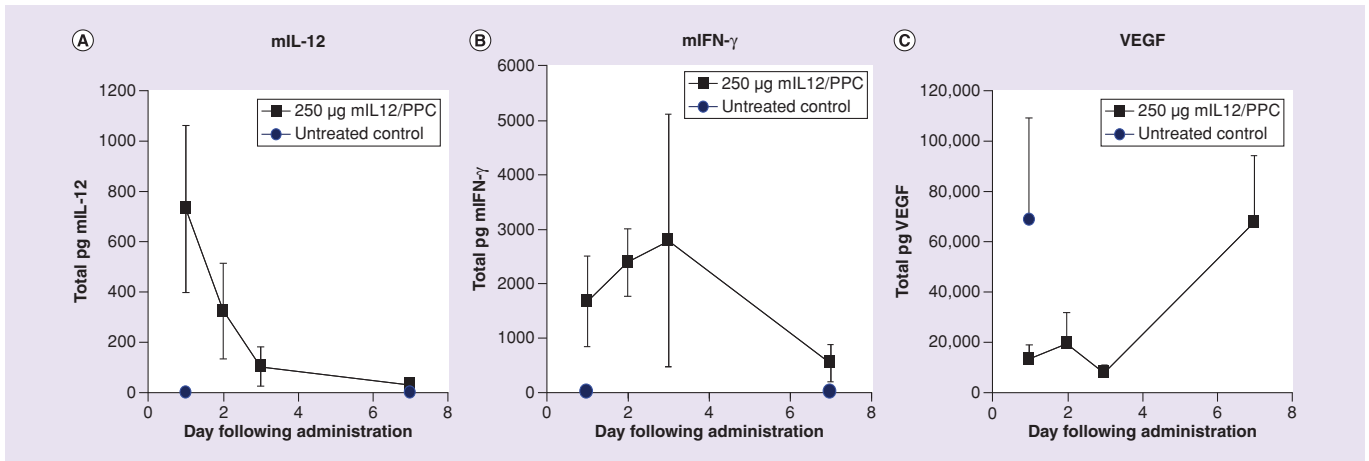 A
mIL-12
1200
1000
800
600
400
200
0
0 2 4 6 8
Total pg mIL-12
Day following administration
250 µg mIL12/PPC
Untreated control
B
mIFN-γ
6000
5000
4000
3000
2000
1000
0
0 2 4 6 8
Total pg mIFN-γ
Day following administration
250 µg mIL12/PPC
Untreated control
C
VEGF
120,000
100,000
80,000
60,000
40,000
20,000
0
0 2 4 6 8
Total pg VEGF
Day following administration
250 µg mIL12/PPC
Untreated control